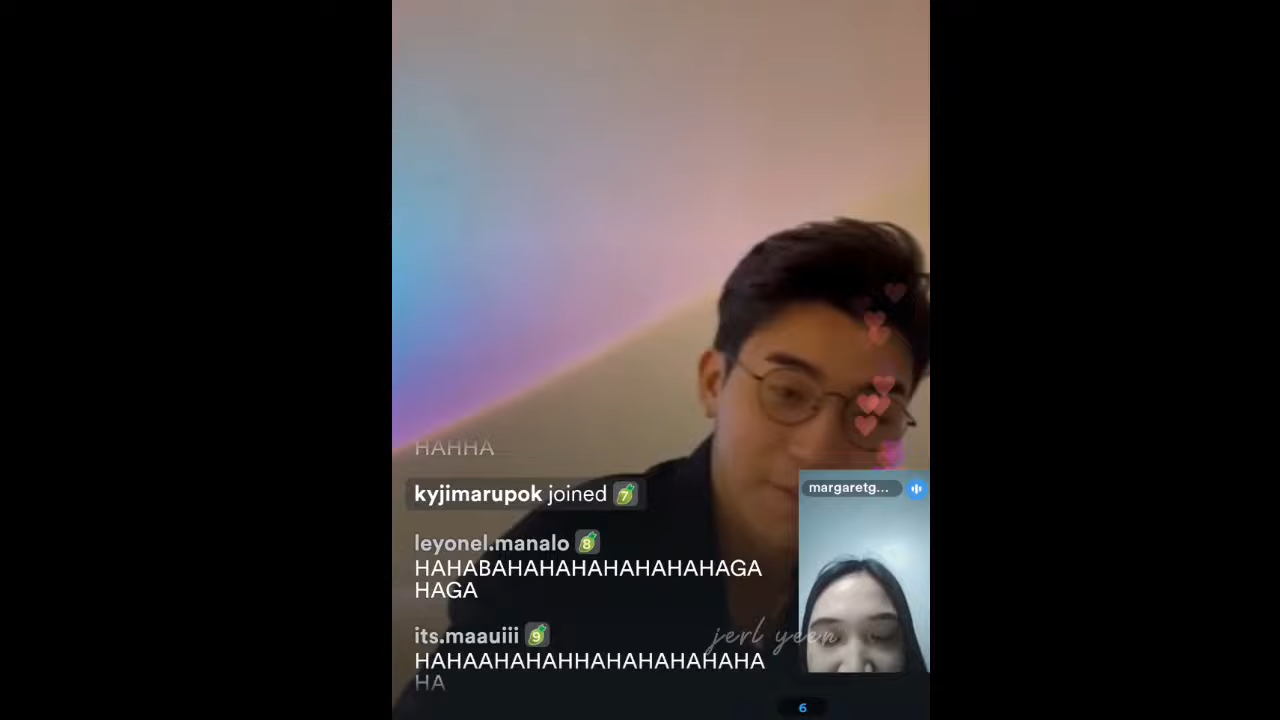 HAHHA
kyjimarupok joined 7
margaretg...
leyonel.manalo 8
HAHABAHAHAHAHAHAHAHAGA
HAGA
its.maauiii 9
jerl yeen
HAHAAHAHAHHAHAHAHAHAHA
HA
6